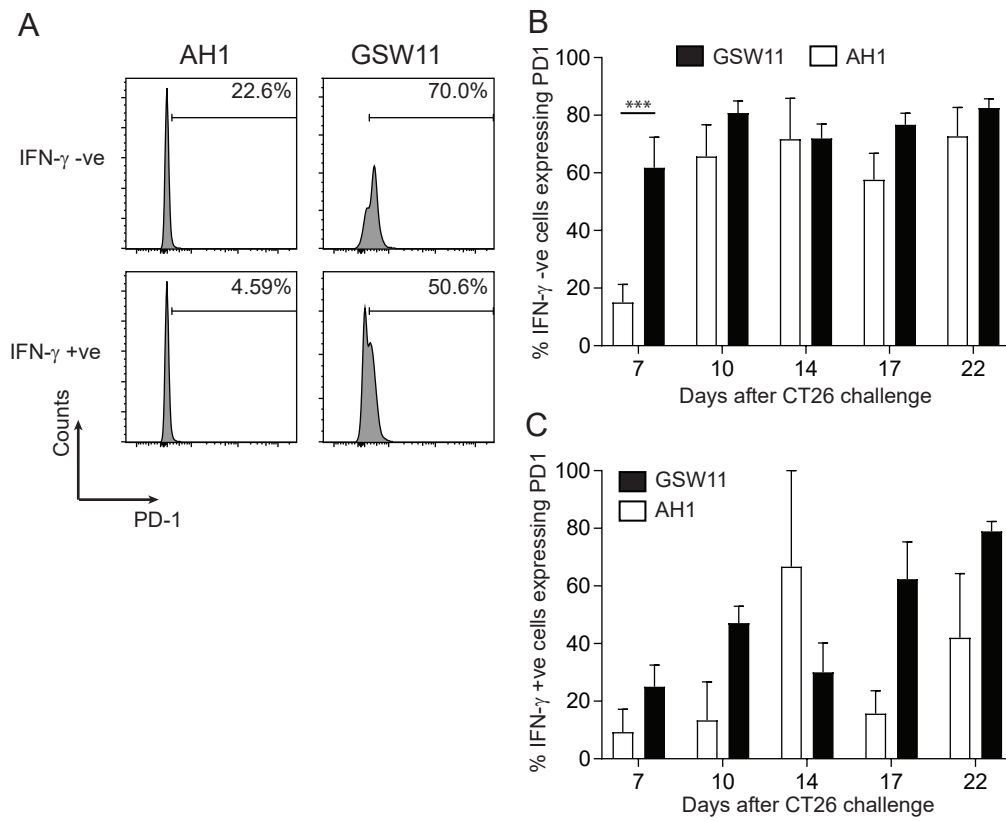 A
AH1 GSW11
IFN-γ -ve
22.6%
70.0%
IFN-γ +ve
4.59%
50.6%
Counts
PD-1
B
GSW11 AH1
% IFN-γ -ve cells expressing PD1
100
80
60
40
20
0
***
7 10 14 17 22
Days after CT26 challenge
C
GSW11
AH1
% IFN-γ +ve cells expressing PD1
100
80
60
40
20
0
7 10 14 17 22
Days after CT26 challenge